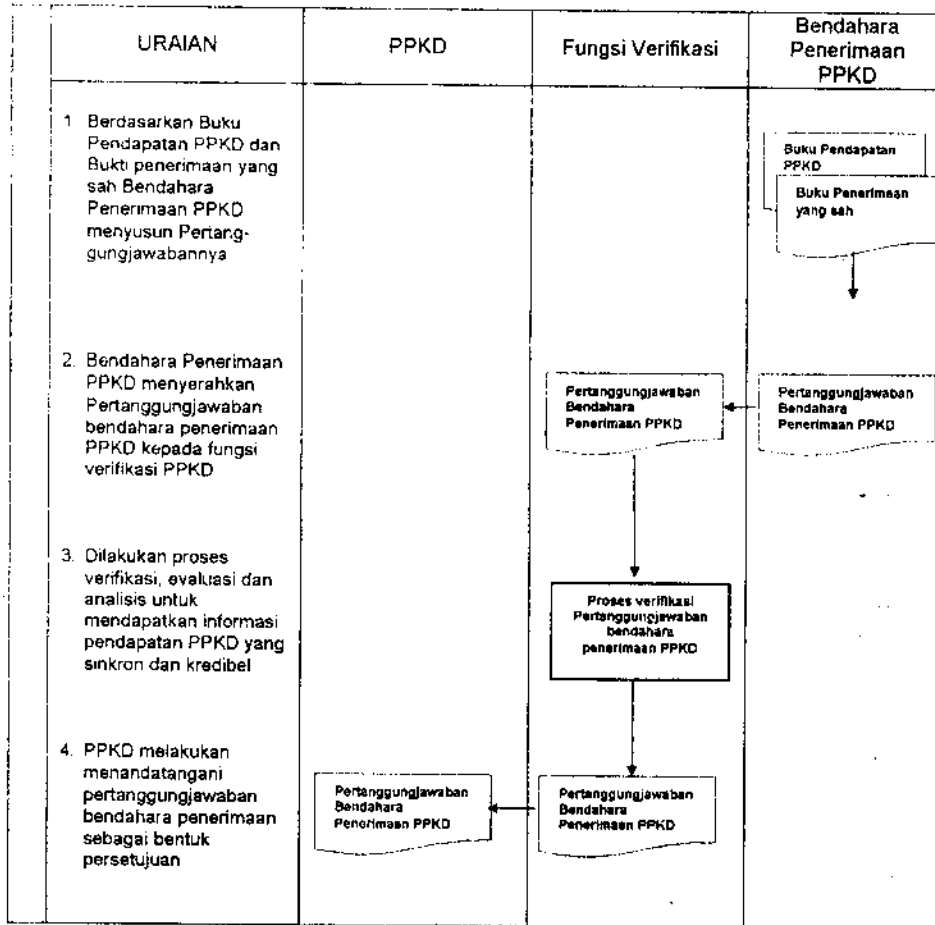 URAIAN
PPKD
Fungsi Verifikasi
Bendahara
Penerimaan
PPKD
1 Berdasarkan Buku
Pendapatan PPKD dan
Bukti penerimaan yang
sah Bendahara
Penerimaan PPKD
menyusun Pertang-
gungjawabannya
Buku Pendapatan
PPKD
Buku Penerimaan
yang sah
2. Bendahara Penerimaan
PPKD menyerahkan
Pertanggungjawaban
bendahara penerimaan
PPKD kepada fungsi
verifikasi PPKD
Pertanggungjawaban
Bendahara
Penerimaan PPKD
Pertanggungjawaban
Bendahara
Penerimaan PPKD
3. Dilakukan proses
verifikasi, evaluasi dan
analisis untuk
mendapatkan informasi
pendapatan PPKD yang
sinkron dan kredibel
Proses verifikasi
Pertanggungjawaban
bendahara
penerimaan PPKD
4. PPKD melakukan
menandatangani
pertanggungjawaban
bendahara penerimaan
sebagai bentuk
persetujuan
Pertanggungjawaban
Bendahara
Penerimaan PPKD
Pertanggungjawaban
Bendahara
Penerimaan PPKD